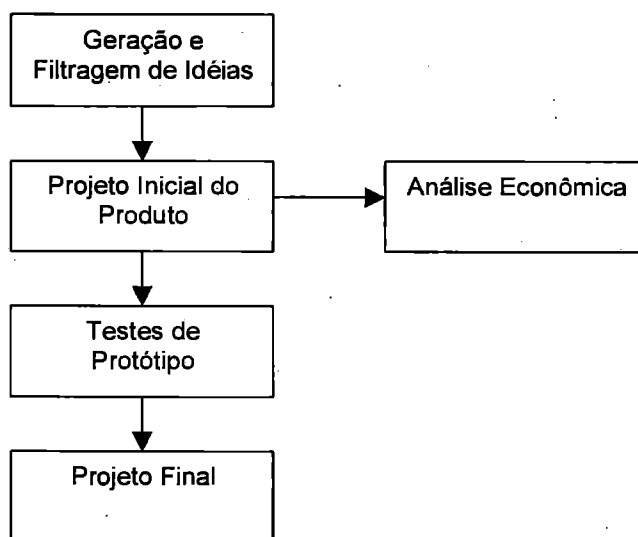 Geração e
Filtragem de Idéias
Projeto Inicial do
Produto
Análise Econômica
Testes de
Protótipo
Projeto Final